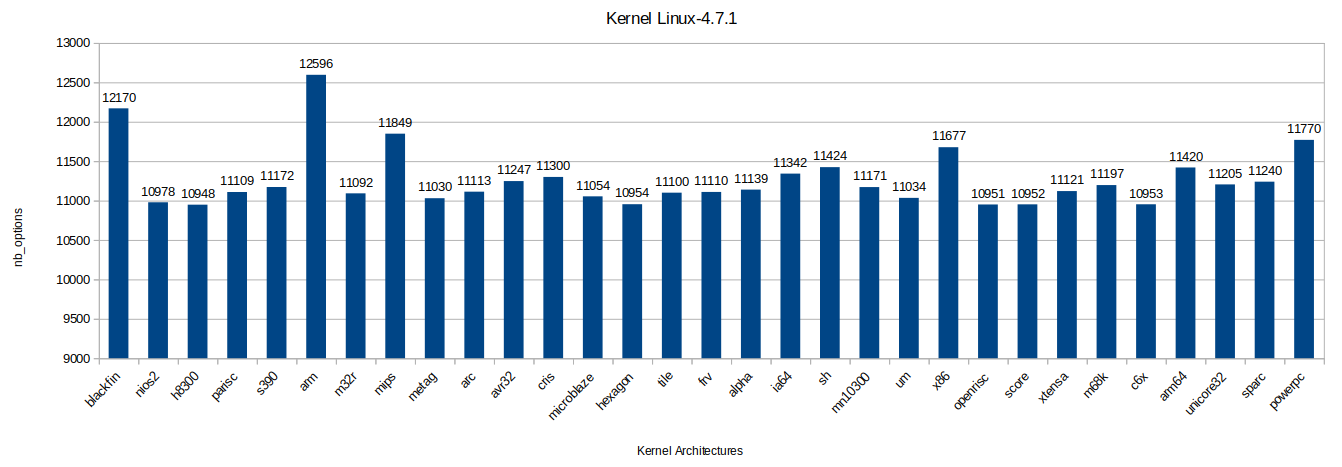 Kernel Linux-4.7.1
13000
12500
12000
11500
11000
10500
10000
9500
9000
nb_options
12170
10978
10948
11109
11172
12596
11092
11849
11030
11113
11247
11300
11054
10954
11100
11110
11139
11342
11424
11171
11034
11677
10951
10952
11121
11197
10953
11420
11205
11240
11770
blackfin
nios2
h8300
parisc
s390
arm
m32r
mips
metag
arc
avr32
cris
microblaze
hexagon
tile
frv
alpha
ia64
sh
mn10300
um
x86
openrisc
score
xtensa
m68k
c6x
arm64
unicore32
sparc
powerpc
Kernel Architectures